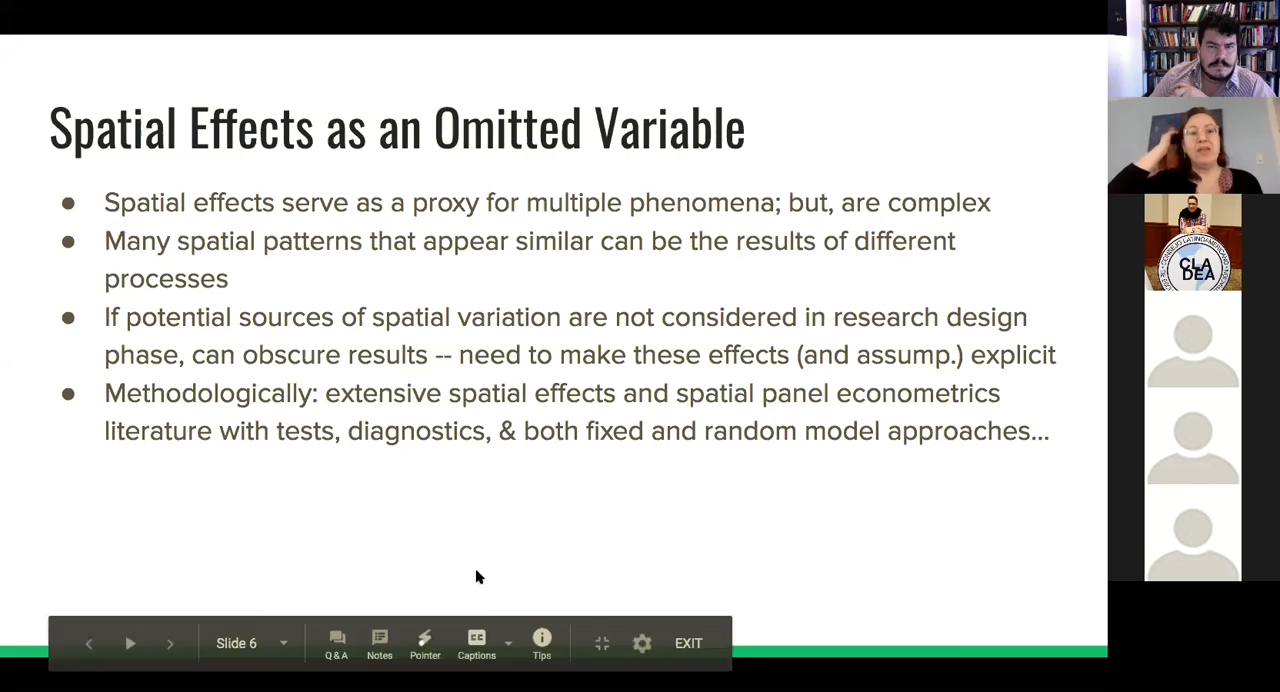 Spatial Effects as an Omitted Variable
● Spatial effects serve as a proxy for multiple phenomena; but, are complex
● Many spatial patterns that appear similar can be the results of different
processes
● If potential sources of spatial variation are not considered in research design
phase, can obscure results -- need to make these effects (and assump.) explicit
● Methodologically: extensive spatial effects and spatial panel econometrics
literature with tests, diagnostics, & both fixed and random model approaches...
Slide 6
Q & A
Notes
Pointer
CC
Captions
Tips
EXIT
CONSEJO LATINOAMERICANO
CLA
DEA